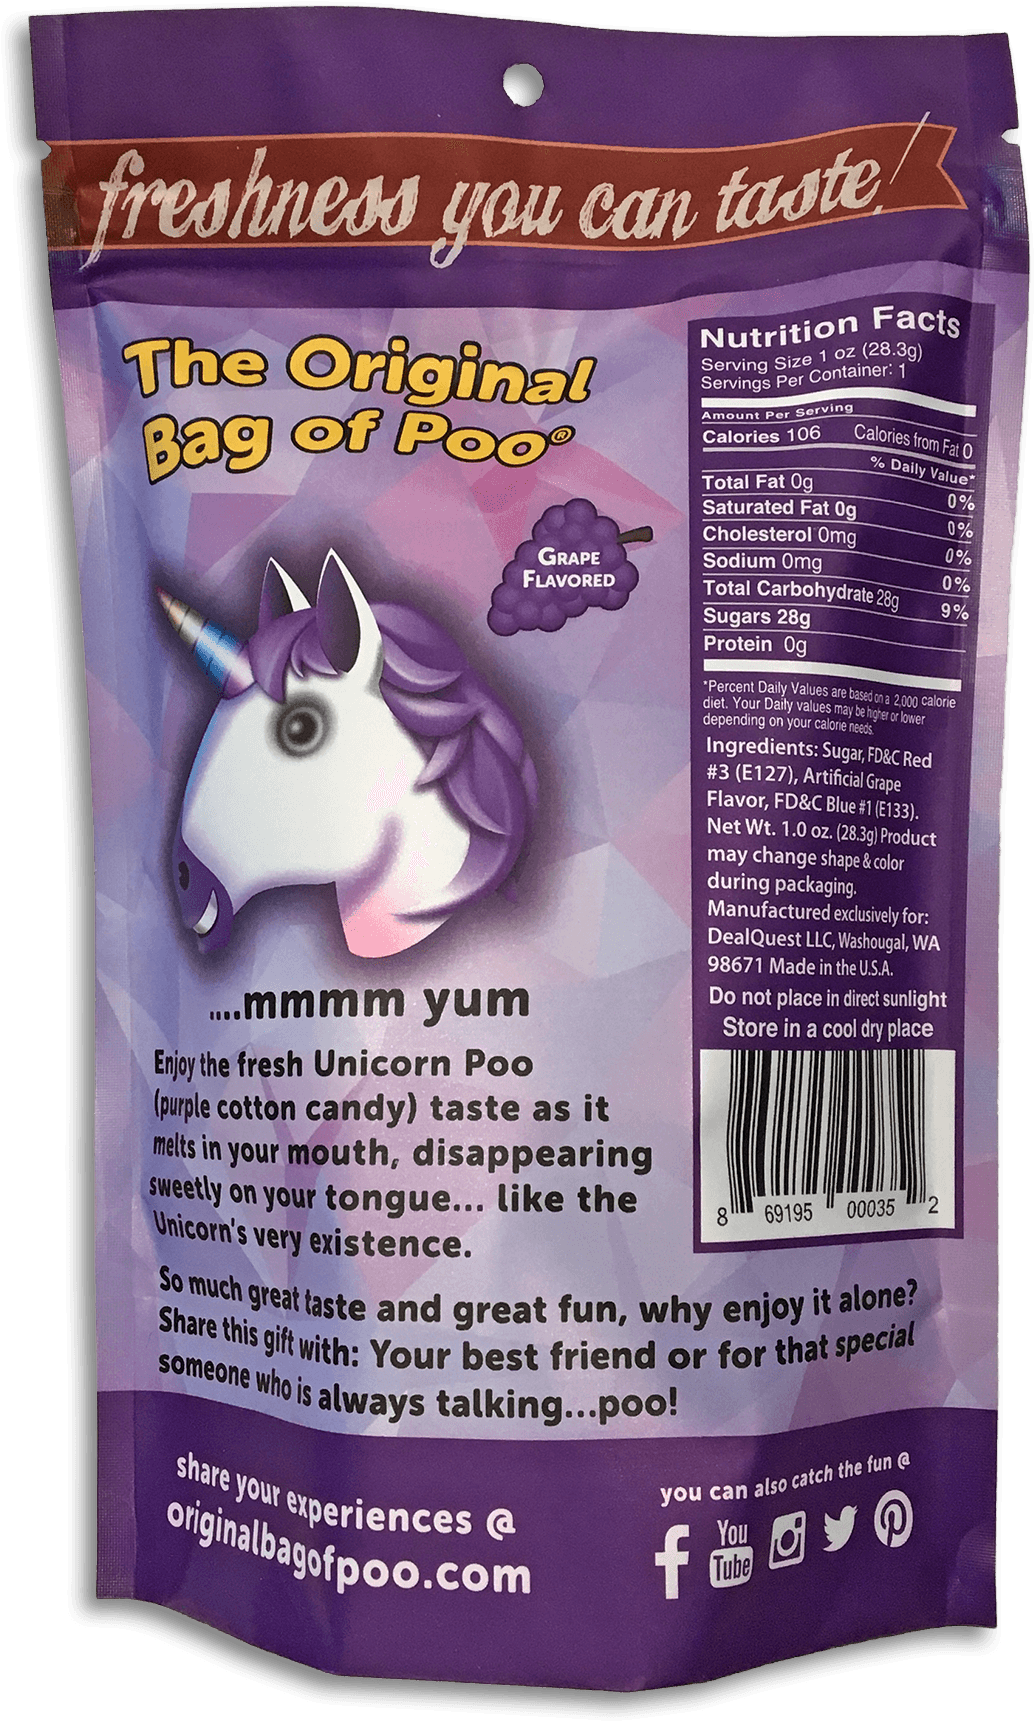 freshness you can taste!
The Original
Bag of Poo®
GRAPE
FLAVORED
....mmmm yum
Enjoy the fresh Unicorn Poo
(purple cotton candy) taste as it
melts in your mouth, disappearing
sweetly on your tongue... like the
Unicorn's very existence.
So much great taste and great fun, why enjoy it alone?
Share this gift with: Your best friend or for that special
someone who is always talking...poo!
Nutrition Facts
Serving Size 1 oz (28.3g)
Servings Per Container: 1
Amount Per Serving
Calories 106 Calories from Fat 0
% Daily Value*
Total Fat 0g 0%
Saturated Fat 0g 0%
Cholesterol 0mg 0%
Sodium 0mg 0%
Total Carbohydrate 28g 9%
Sugars 28g
Protein 0g
*Percent Daily Values are based on a 2,000 calorie
diet. Your Daily values may be higher or lower
depending on your calorie needs.
Ingredients: Sugar, FD&C Red
#3 (E127), Artificial Grape
Flavor, FD&C Blue #1 (E133).
Net Wt. 1.0 oz. (28.3g) Product
may change shape & color
during packaging.
Manufactured exclusively for:
DealQuest LLC, Washougal, WA
98671 Made in the U.S.A.
Do not place in direct sunlight
Store in a cool dry place
8 69195 00035 2
share your experiences @
originalbagofpoo.com
you can also catch the fun @
f
You
Tube